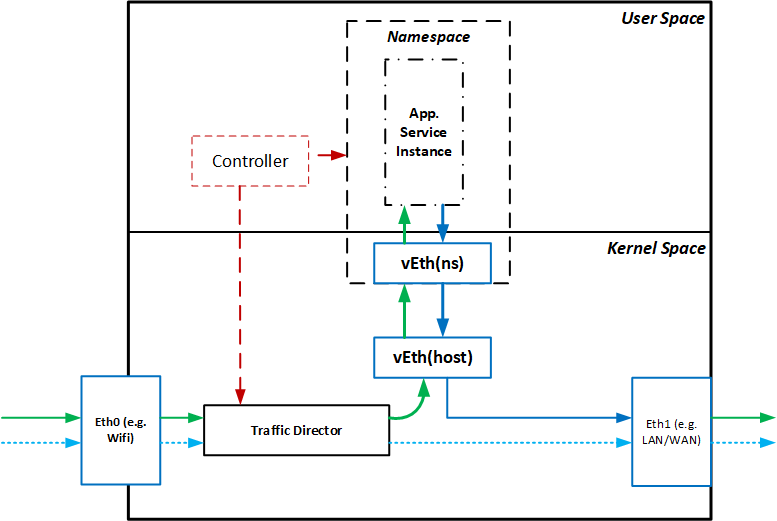 User Space
Namespace
App.
Service
Instance
Controller
Kernel Space
vEth(ns)
vEth(host)
Eth0 (e.g.
Wifi)
Traffic Director
Eth1 (e.g.
LAN/WAN)